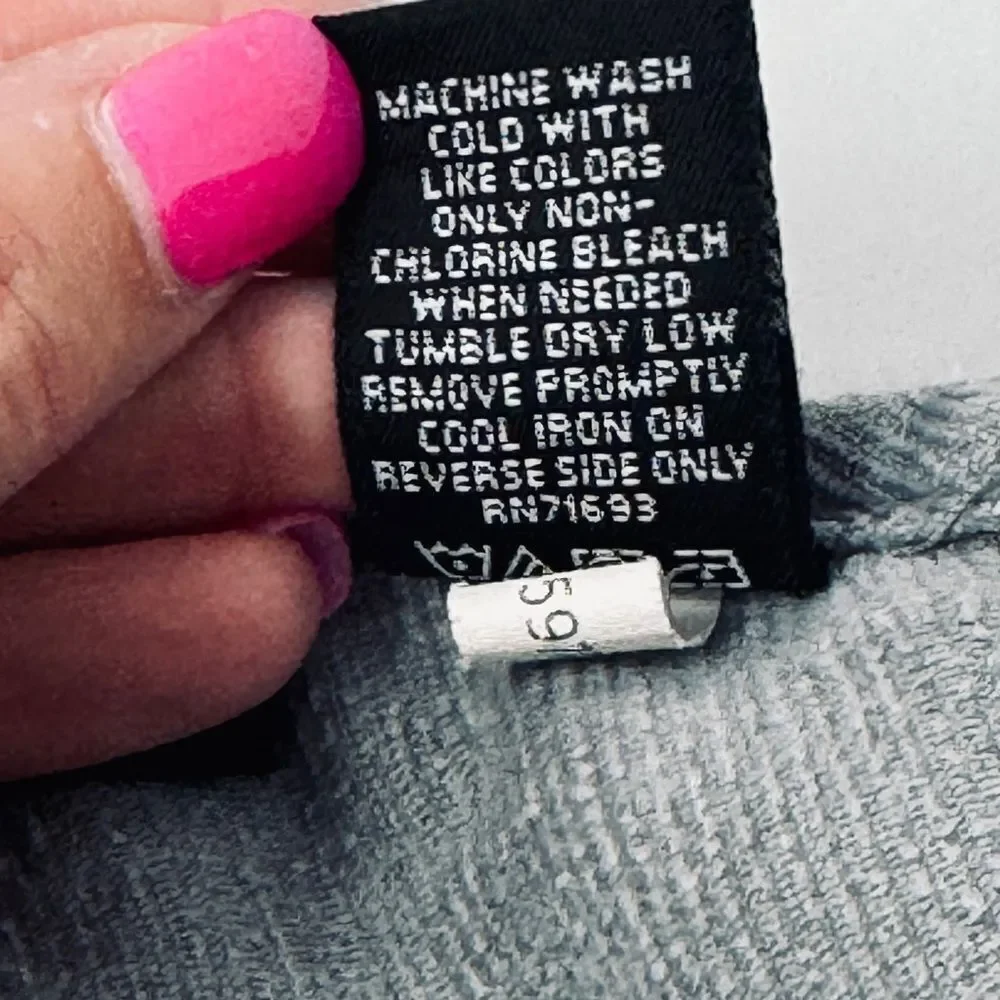 MACHINE WASH
COLD WITH
LIKE COLORS
ONLY NON-
CHLORINE BLEACH
WHEN NEEDED
TUMBLE DRY LOW
REMOVE PROMPTLY
COOL IRON ON
REVERSE SIDE ONLY
RN71693